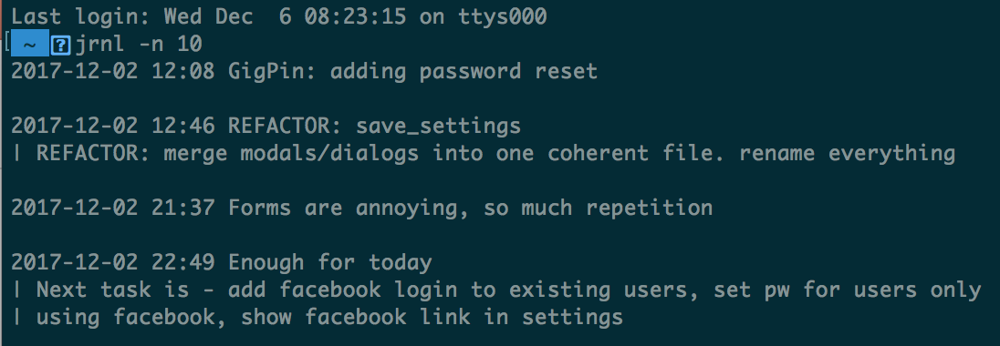 Last login: Wed Dec  6 08:23:15 on ttys000
[ ~ ?jrnl -n 10
2017-12-02 12:08 GigPin: adding password reset
2017-12-02 12:46 REFACTOR: save_settings
| REFACTOR: merge modals/dialogs into one coherent file. rename everything
2017-12-02 21:37 Forms are annoying, so much repetition
2017-12-02 22:49 Enough for today
| Next task is - add facebook login to existing users, set pw for users only
| using facebook, show facebook link in settings